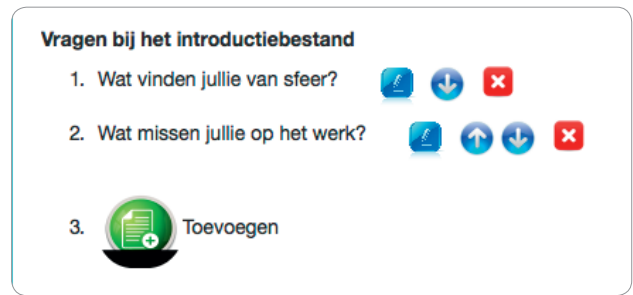 Vragen bij het introductiebestand
1. Wat vinden jullie van sfeer?
2. Wat missen jullie op het werk?
3. Toevoegen